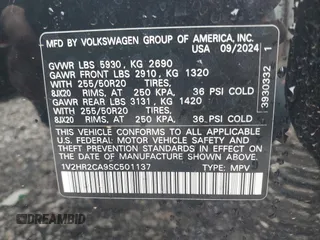 MFD BY VOLKSWAGEN GROUP OF AMERICA, INC.
USA 09/2024
GVWR LBS 5930, KG 2690
GAWR FRONT LBS 2910, KG 1320
WITH 255/50R20 TIRES,
8JX20 RIMS, AT 250 KPA, 36 PSI COLD
GAWR REAR LBS 3131, KG 1420
WITH 255/50R20 TIRES,
8JX20 RIMS, AT 250 KPA, 36 PSI COLD
THIS VEHICLE CONFORMS TO ALL APPLICABLE
FEDERAL MOTOR VEHICLE SAFETY AND
THEFT PREVENTION STANDARDS IN EFFECT ON THE
DATE OF MANUFACTURE SHOWN ABOVE.
1V2HR2CA9SC501137 TYPE: MPV
3930332 1
DREAMBID